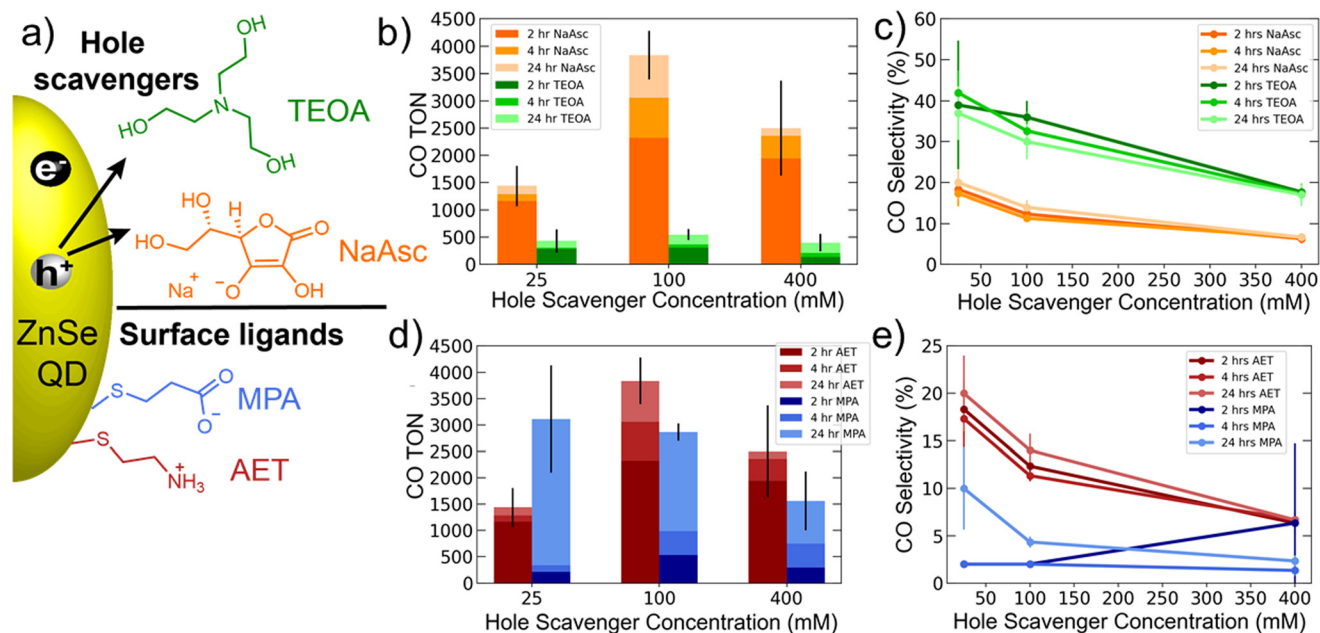 a)
Hole
scavengers
OH
HO
N
OH
TEOA
e-
h+
HO
H
O
O
HO
Na+
-O
OH
NaAsc
ZnSe
QD
Surface ligands
S
O
O-
MPA
S
+
NH3
AET
b)
4500
4000
3500
3000
2500
2000
1500
1000
500
0
CO TON
2 hr NaAsc
4 hr NaAsc
24 hr NaAsc
2 hr TEOA
4 hr TEOA
24 hr TEOA
25 100 400
Hole Scavenger Concentration (mM)
c)
60
50
40
30
20
10
0
CO Selectivity (%)
2 hrs NaAsc
4 hrs NaAsc
24 hrs NaAsc
2 hrs TEOA
4 hrs TEOA
24 hrs TEOA
50 100 150 200 250 300 350 400
Hole Scavenger Concentration (mM)
d)
4500
4000
3500
3000
2500
2000
1500
1000
500
0
CO TON
2 hr AET
4 hr AET
24 hr AET
2 hr MPA
4 hr MPA
24 hr MPA
25 100 400
Hole Scavenger Concentration (mM)
e)
25
20
15
10
5
0
CO Selectivity (%)
2 hrs AET
4 hrs AET
24 hrs AET
2 hrs MPA
4 hrs MPA
24 hrs MPA
50 100 150 200 250 300 350 400
Hole Scavenger Concentration (mM)